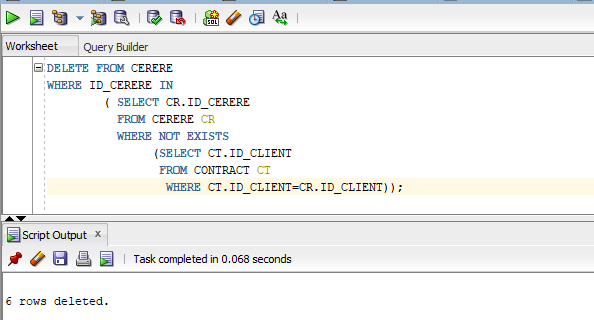 SQL
Aa
Worksheet Query Builder
DELETE FROM CERERE
WHERE ID_CERERE IN
( SELECT CR.ID_CERERE
FROM CERERE CR
WHERE NOT EXISTS
(SELECT CT.ID_CLIENT
FROM CONTRACT CT
WHERE CT.ID_CLIENT=CR.ID_CLIENT));
Script Output x
Task completed in 0.068 seconds
6 rows deleted.